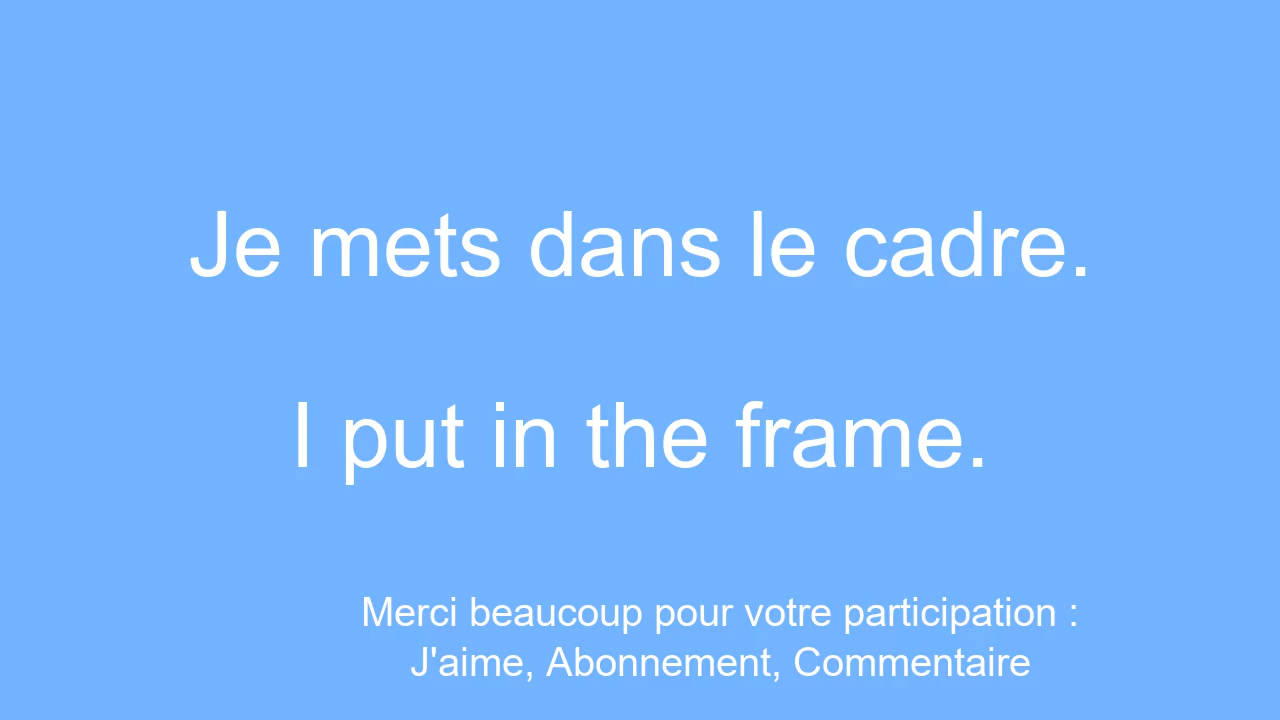 Je mets dans le cadre.
I put in the frame.
Merci beaucoup pour votre participation :
J'aime, Abonnement, Commentaire